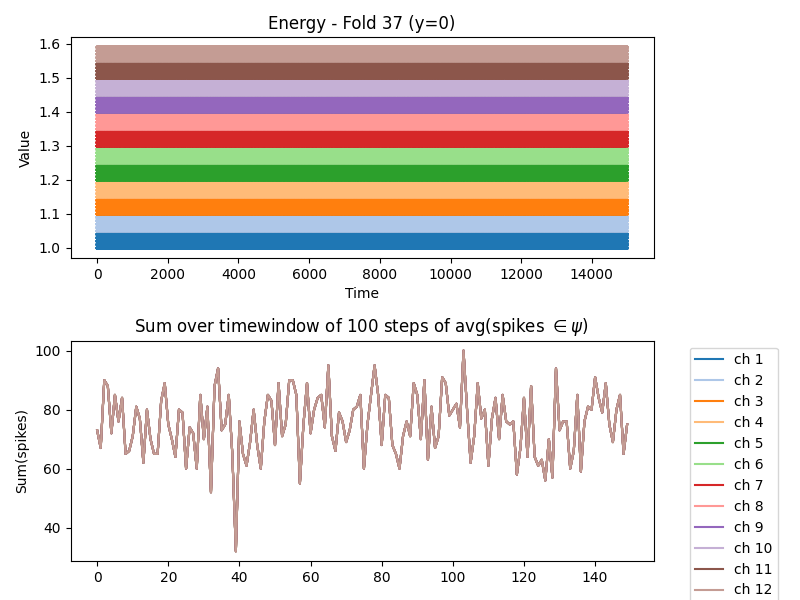 Energy - Fold 37 (y=0)
1.6
1.5
1.4
1.3
1.2
1.1
1.0
Value
0 2000 4000 6000 8000 10000 12000 14000
Time
Sum over timewindow of 100 steps of avg(spikes ∈ ψ)
100
80
60
40
Sum(spikes)
0 20 40 60 80 100 120 140
ch 1
ch 2
ch 3
ch 4
ch 5
ch 6
ch 7
ch 8
ch 9
ch 10
ch 11
ch 12